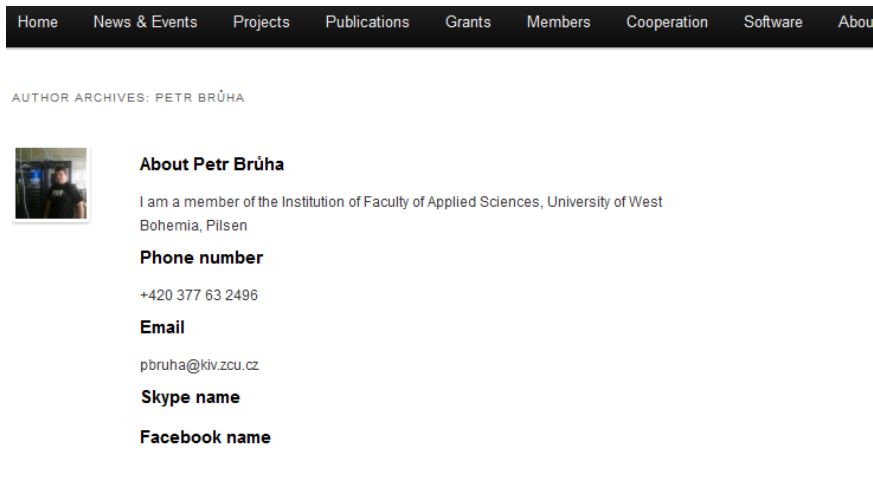 Home News & Events Projects Publications Grants Members Cooperation Software Abou
AUTHOR ARCHIVES: PETR BRŮHA
About Petr Brůha
I am a member of the Institution of Faculty of Applied Sciences, University of West
Bohemia, Pilsen
Phone number
+420 377 63 2496
Email
pbruha@kiv.zcu.cz
Skype name
Facebook name